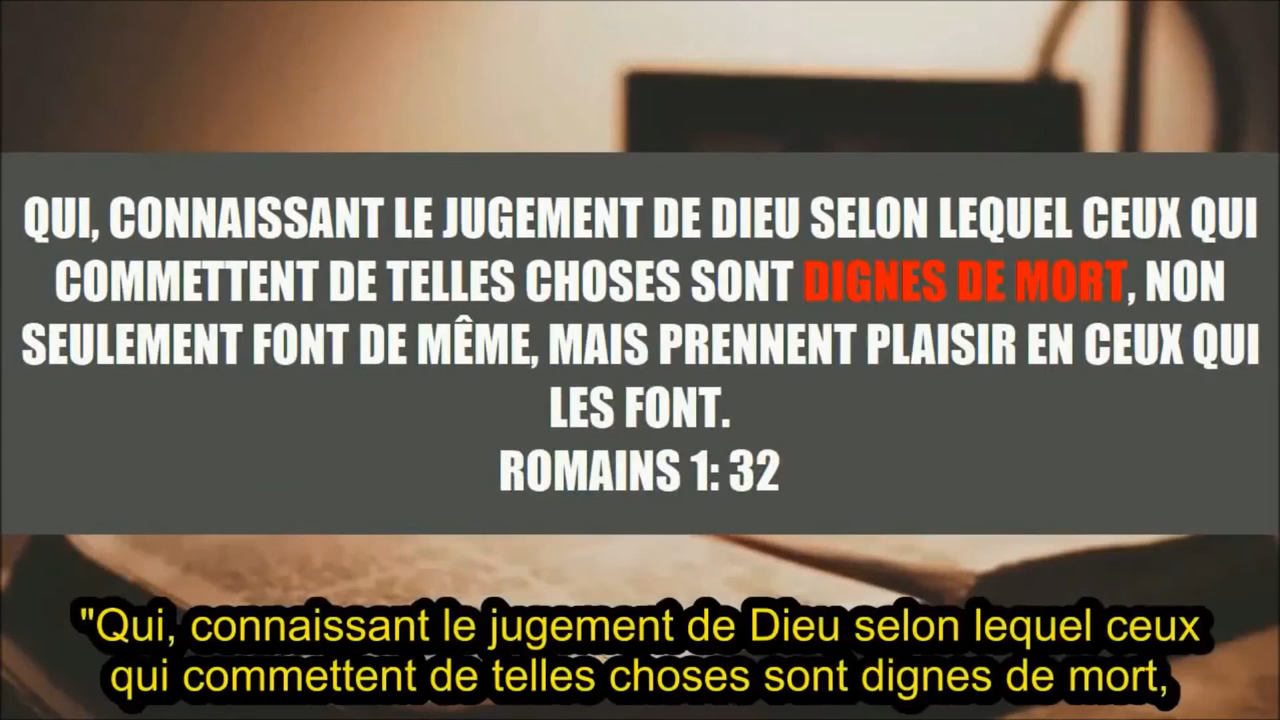 QUI, CONNAISSANT LE JUGEMENT DE DIEU SELON LEQUEL CEUX QUI
COMMETTENT DE TELLES CHOSES SONT DIGNES DE MORT, NON
SEULEMENT FONT DE MÊME, MAIS PRENNENT PLAISIR EN CEUX QUI
LES FONT.
ROMAINS 1: 32
"Qui, connaissant le jugement de Dieu selon lequel ceux
qui commettent de telles choses sont dignes de mort,